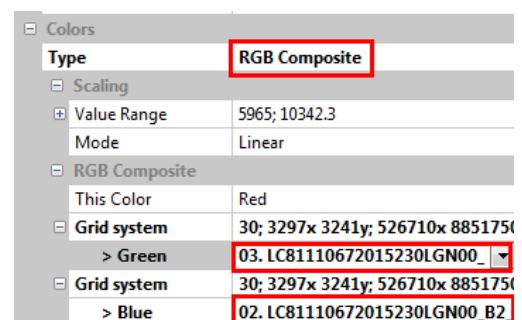 Colors
Type RGB Composite
Scaling
Value Range 5965; 10342.3
Mode Linear
RGB Composite
This Color Red
Grid system 30; 3297x 3241y; 526710x 8851750
> Green 03. LC81110672015230LGN00_
Grid system 30; 3297x 3241y; 526710x 8851750
> Blue 02. LC81110672015230LGN00_B2_